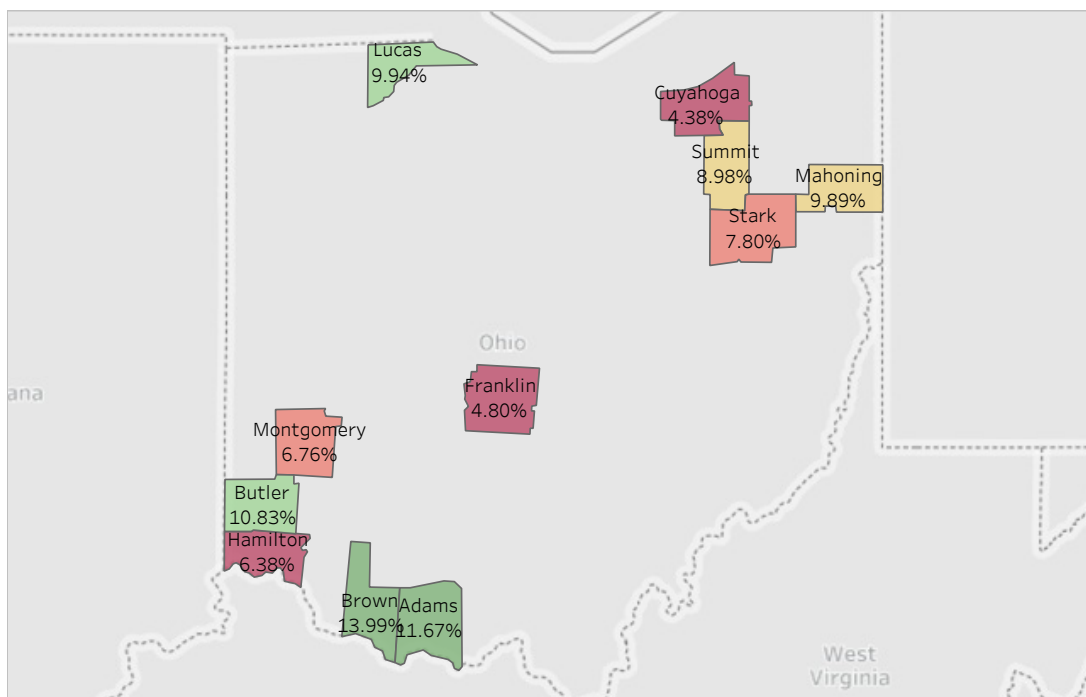 Lucas
9.94%
Cuyahoga
4.38%
Summit
8.98%
Mahoning
9.89%
Stark
7.80%
Ohio
Franklin
4.80%
ana
Montgomery
6.76%
Butler
10.83%
Hamilton
6.38%
Brown
13.99%
Adams
11.67%
West
Virginia